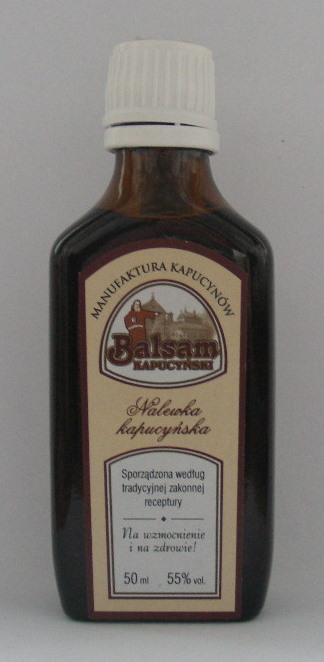 MANUFAKTURA KAPUCYNÓW
Balsam
KAPUCYŃSKI
Nalewka
kapucyńska
Sporządzona według
tradycyjnej zakonnej
receptury
Na wzmocnienie
i na zdrowie!
50 ml 55% vol.